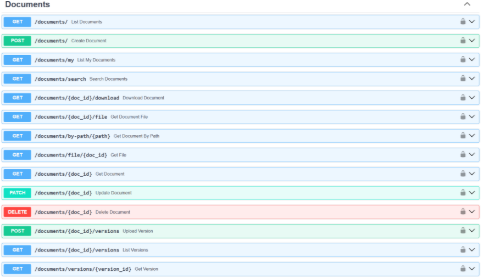 Documents
GET /documents/ List Documents
POST /documents/ Create Document
GET /documents/my List My Documents
GET /documents/search Search Documents
GET /documents/{doc_id}/download Download Document
GET /documents/{doc_id}/file Get Document File
GET /documents/by-path/{path} Get Document By Path
GET /documents/file/{doc_id} Get File
GET /documents/{doc_id} Get Document
PATCH /documents/{doc_id} Update Document
DELETE /documents/{doc_id} Delete Document
POST /documents/{doc_id}/versions Upload Version
GET /documents/{doc_id}/versions List Versions
GET /documents/versions/{version_id} Get Version